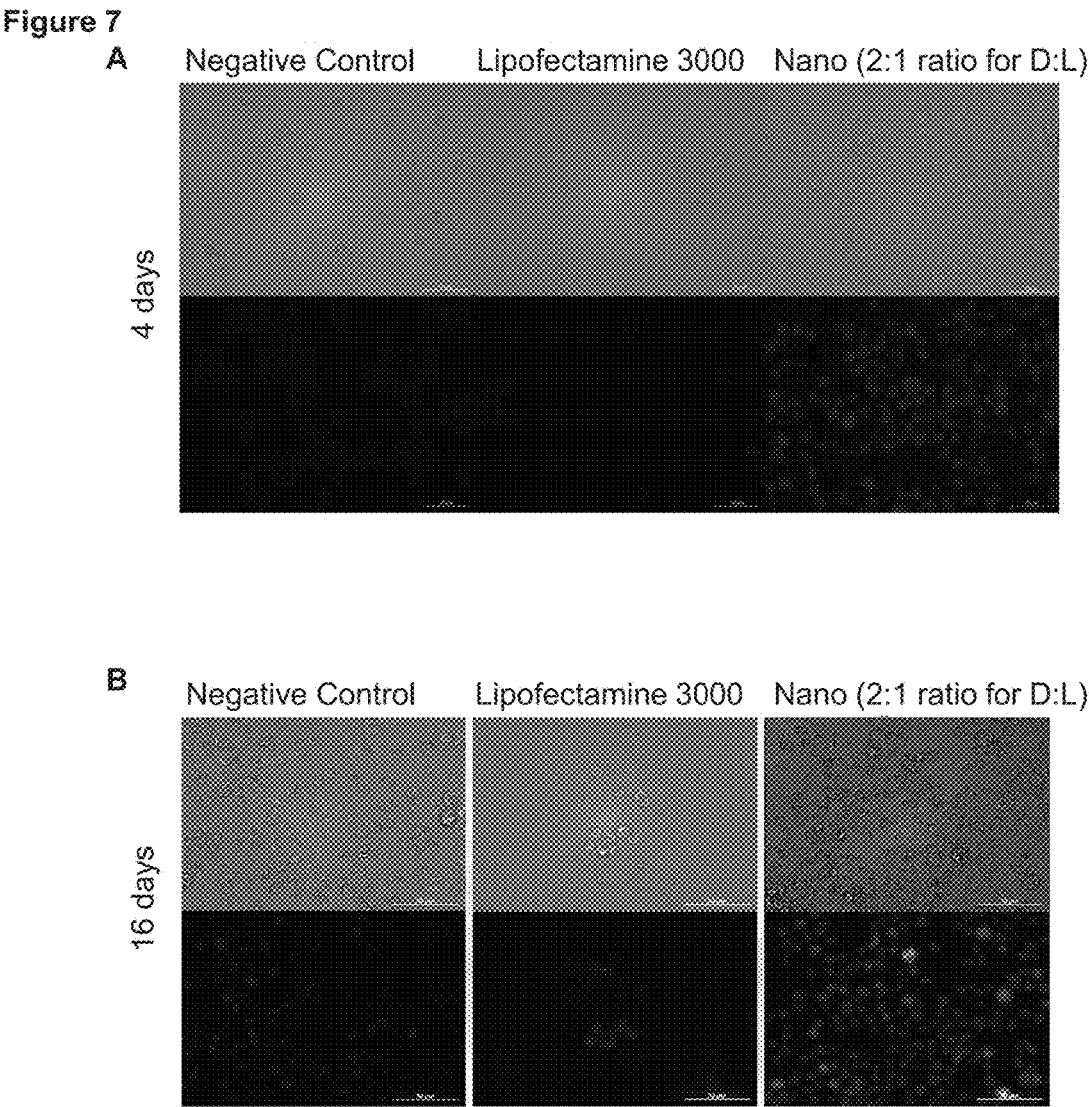 Figure 7
A
Negative Control Lipofectamine 3000 Nano (2:1 ratio for D:L)
4 days
B
Negative Control Lipofectamine 3000 Nano (2:1 ratio for D:L)
16 days